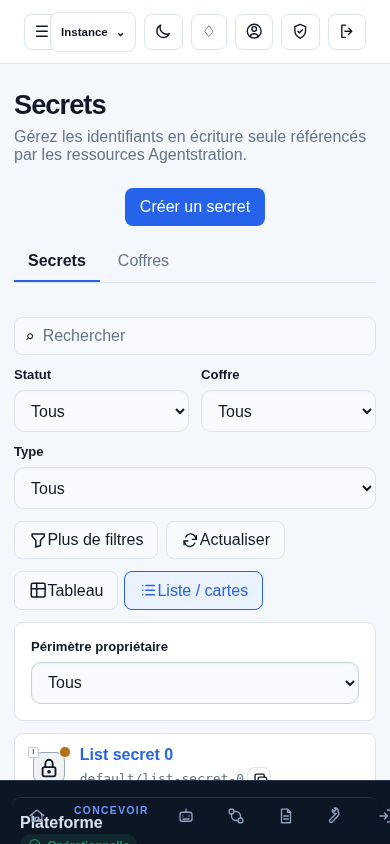 Instance
Secrets
Gérez les identifiants en écriture seule référencés
par les ressources Agentstration.
Créer un secret
Secrets
Coffres
Rechercher
Statut
Coffre
Tous
Tous
Type
Tous
Plus de filtres
Actualiser
Tableau
Liste / cartes
Périmètre propriétaire
Tous
!
List secret 0
default/list-secret-0
CONCEVOIR
Plateforme
Opérationnelle